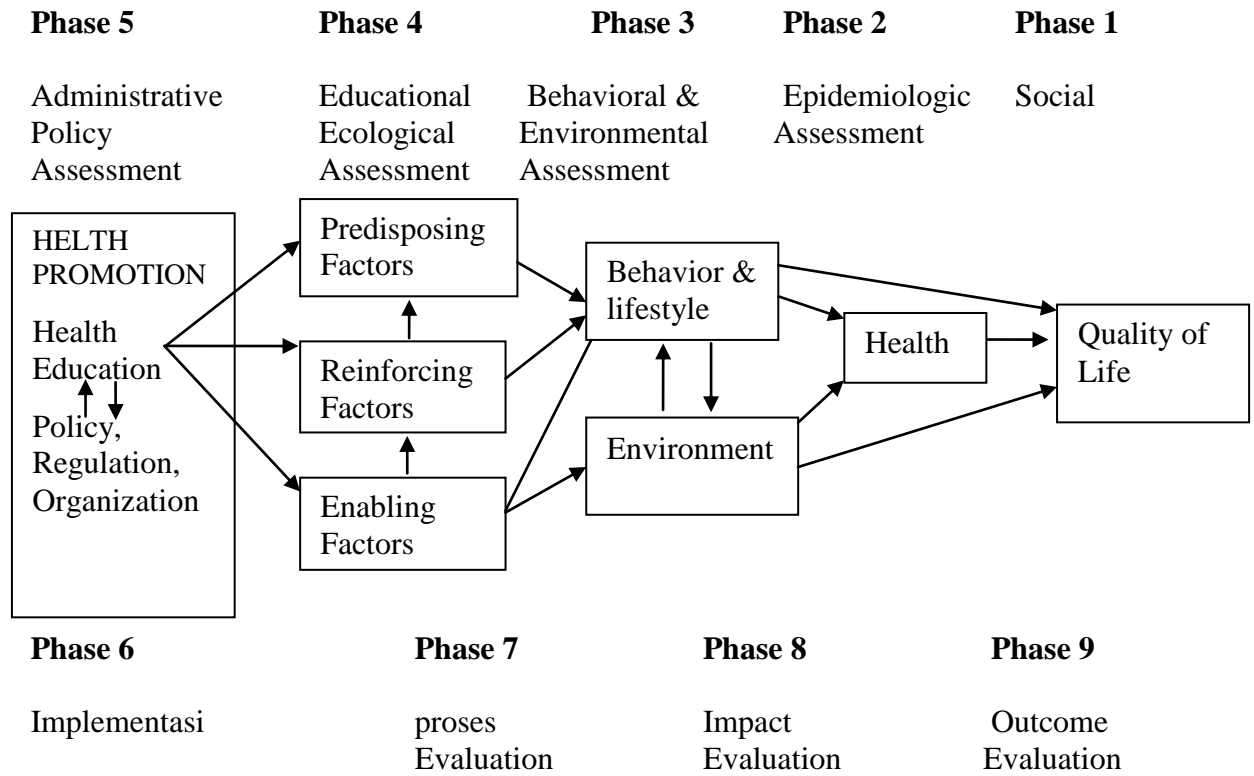 Phase 5 Phase 4 Phase 3 Phase 2 Phase 1
Administrative
Policy
Assessment
Educational
Ecological
Assessment
Behavioral &
Environmental
Assessment
Epidemiologic
Assessment
Social
HELTH
PROMOTION
Health
Education
Policy,
Regulation,
Organization
Predisposing
Factors
Reinforcing
Factors
Enabling
Factors
Behavior &
lifestyle
Environment
Health
Quality of
Life
Phase 6 Phase 7 Phase 8 Phase 9
Implementasi
proses
Evaluation
Impact
Evaluation
Outcome
Evaluation